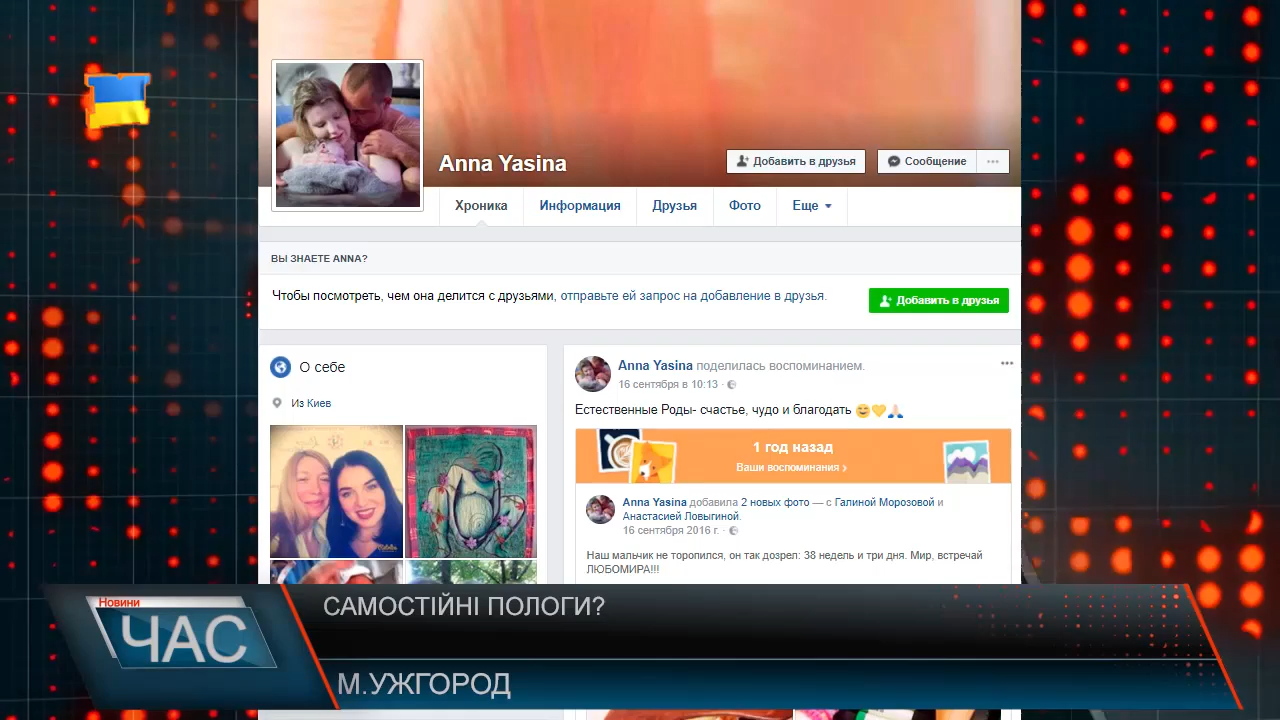 Anna Yasina
Добавить в друзья
Сообщение
Хроника
Информация
Друзья
Фото
Еще
ВЫ ЗНАЕТЕ ANNA?
Чтобы посмотреть, чем она делится с друзьями, отправьте ей запрос на добавление в друзья.
Добавить в друзья
О себе
Из Киев
Anna Yasina поделилась воспоминанием.
16 сентября в 10:13 ·
Естественные Роды- счастье, чудо и благодать 😄💛🙏🏻
1 год назад
Ваши воспоминания ›
Anna Yasina добавила 2 новых фото — с Галиной Морозовой и
Анастасией Ловыгиной.
16 сентября 2016 г. ·
Наш мальчик не торопился, он так дозрел: 38 недель и три дня. Мир, встречай
ЛЮБОМИРА!!!
Новини
ЧАС
САМОСТІЙНІ ПОЛОГИ?
М.УЖГОРОД